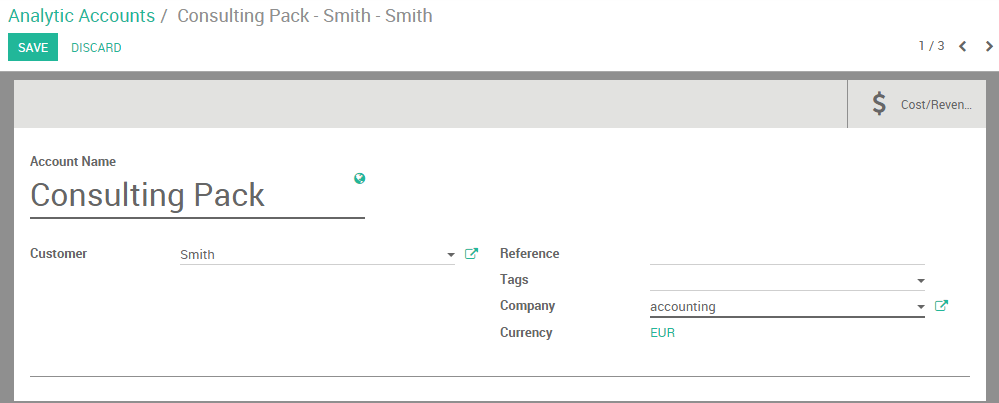 Analytic Accounts / Consulting Pack - Smith - Smith
SAVE DISCARD 1 / 3
$ Cost/Reven...
Account Name
Consulting Pack
Customer Smith Reference
Tags
Company accounting
Currency EUR